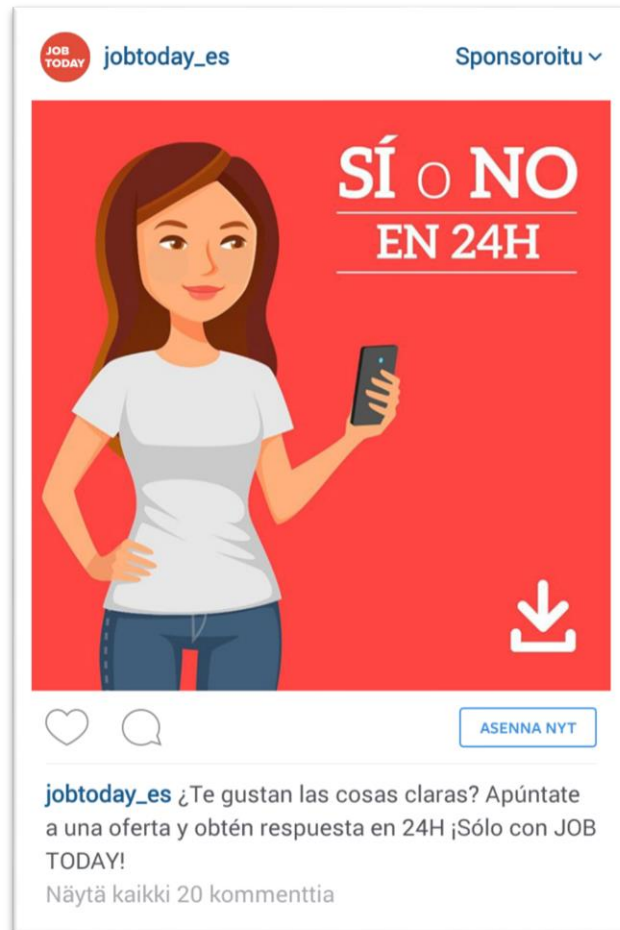 JOB
TODAY
jobtoday_es
Sponsoroitu
SÍ o NO
EN 24H
ASENNA NYT
jobtoday_es ¿Te gustan las cosas claras? Apúntate
a una oferta y obtén respuesta en 24H ¡Sólo con JOB
TODAY!
Näytä kaikki 20 kommenttia